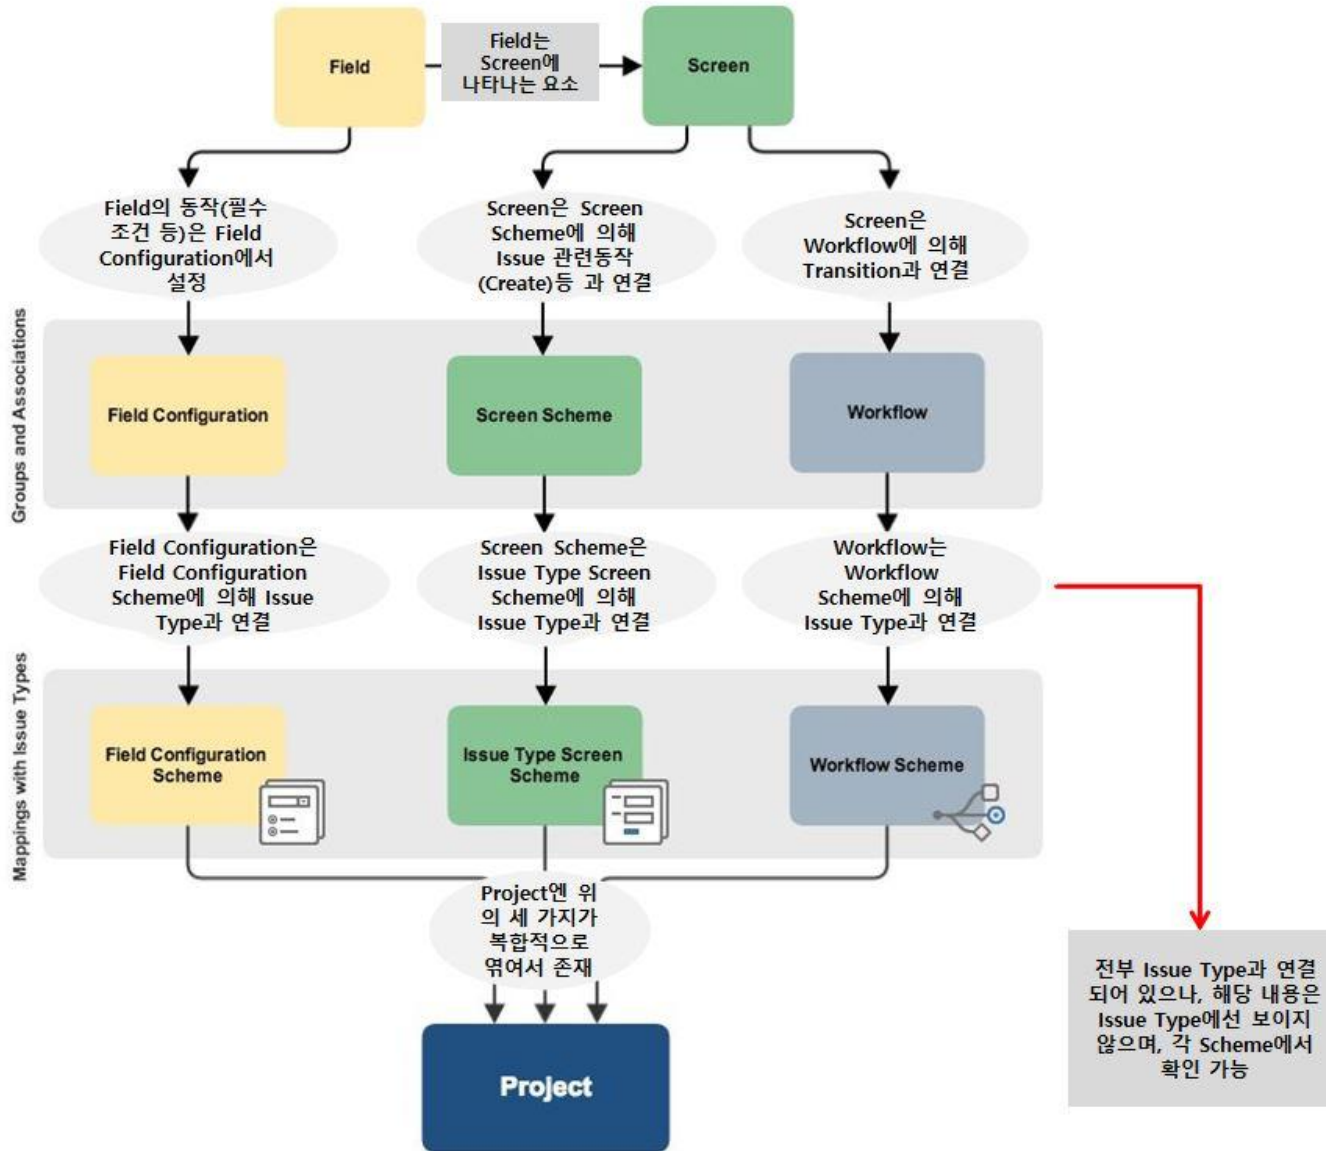 Field
Field는
Screen에
나타나는 요소
Screen
Field의 동작(필수
조건 등)은 Field
Configuration에서
설정
Screen은 Screen
Scheme에 의해
Issue 관련동작
(Create)등 과 연결
Screen은
Workflow에 의해
Transition과 연결
Groups and Associations
Field Configuration
Screen Scheme
Workflow
Field Configuration은
Field Configuration
Scheme에 의해 Issue
Type과 연결
Screen Scheme은
Issue Type Screen
Scheme에 의해
Issue Type과 연결
Workflow는
Workflow
Scheme에 의해
Issue Type과 연결
Mappings with Issue Types
Field Configuration
Scheme
Issue Type Screen
Scheme
Workflow Scheme
Project엔 위
의 세 가지가
복합적으로
엮여서 존재
전부 Issue Type과 연결
되어 있으나, 해당 내용은
Issue Type에선 보이지
않으며, 각 Scheme에서
확인 가능
Project